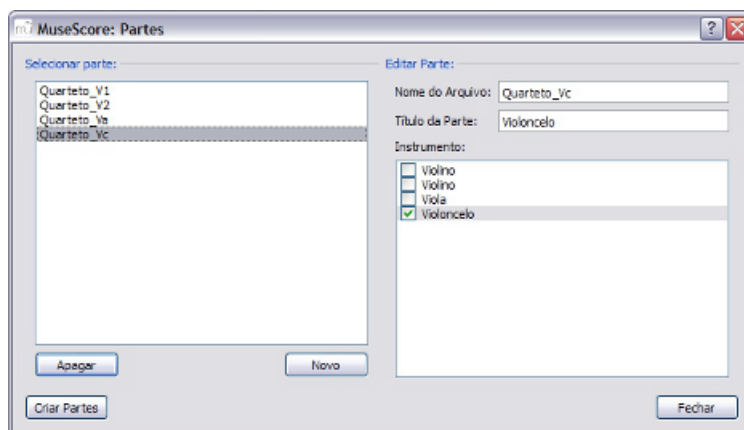 MuseScore: Partes
Selecionar parte:
Quarteto_V1
Quarteto_V2
Quarteto_Va
Quarteto_Vc
Apagar
Novo
Criar Partes
Editar Parte:
Nome do Arquivo: Quarteto_Vc
Título da Parte: Violoncelo
Instrumento:
Violino
Violino
Viola
Violoncelo
Fechar